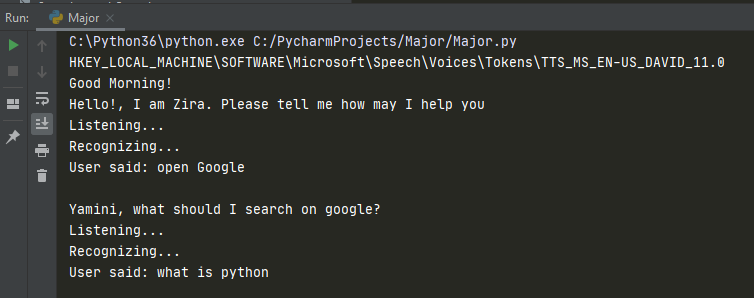 Run: Major ×
C:\Python36\python.exe C:/PycharmProjects/Major/Major.py
HKEY_LOCAL_MACHINE\SOFTWARE\Microsoft\Speech\Voices\Tokens\TTS_MS_EN-US_DAVID_11.0
Good Morning!
Hello!, I am Zira. Please tell me how may I help you
Listening...
Recognizing...
User said: open Google
Yamini, what should I search on google?
Listening...
Recognizing...
User said: what is python